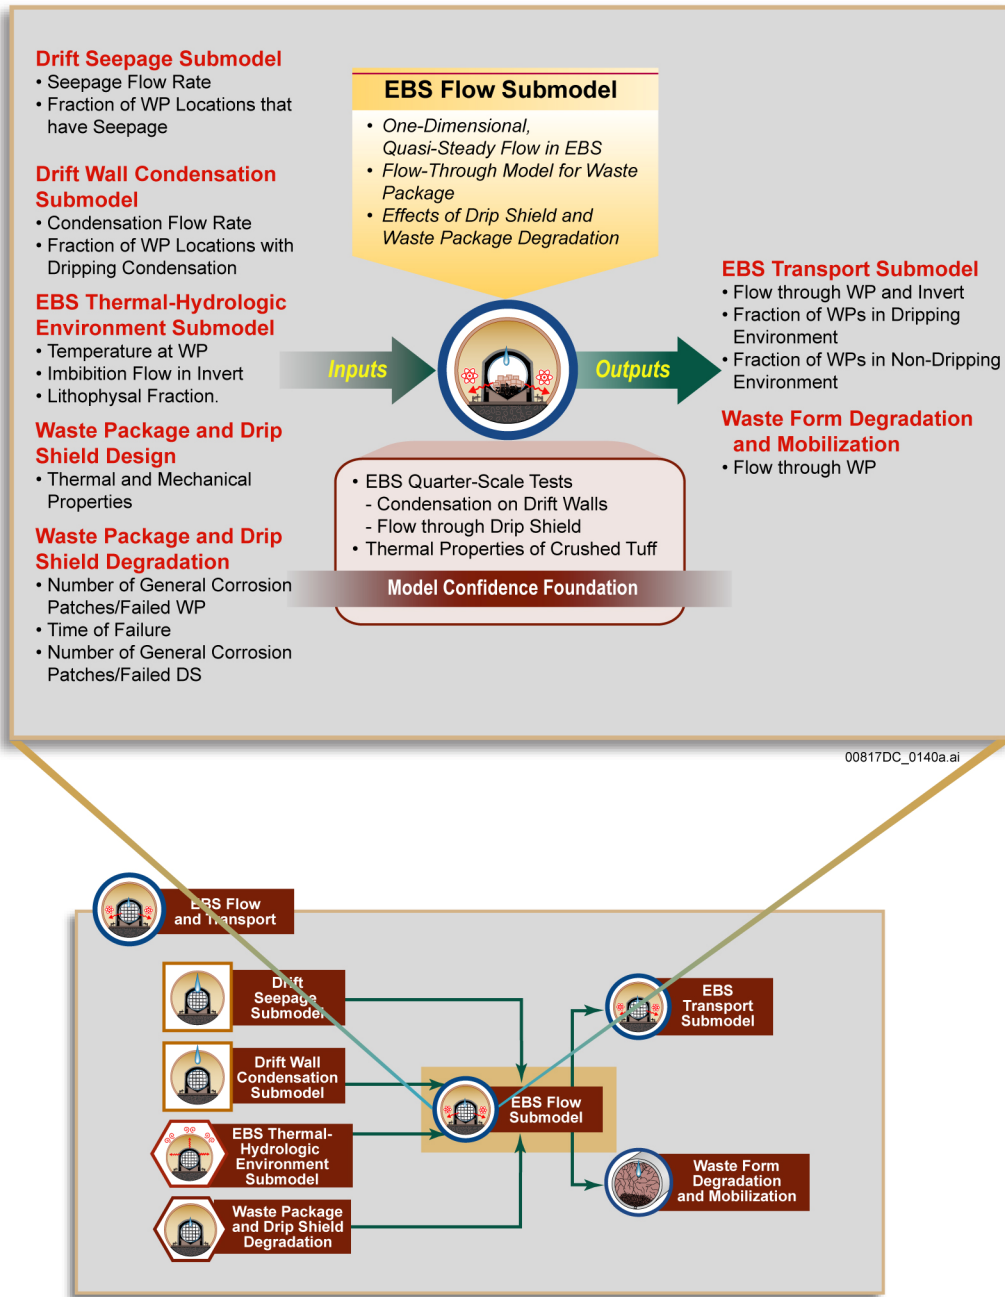 Drift Seepage Submodel
• Seepage Flow Rate
• Fraction of WP Locations that
have Seepage
Drift Wall Condensation
Submodel
• Condensation Flow Rate
• Fraction of WP Locations with
Dripping Condensation
EBS Thermal-Hydrologic
Environment Submodel
• Temperature at WP
• Imbibition Flow in Invert
• Lithophysal Fraction.
Waste Package and Drip
Shield Design
• Thermal and Mechanical
Properties
Waste Package and Drip
Shield Degradation
• Number of General Corrosion
Patches/Failed WP
• Time of Failure
• Number of General Corrosion
Patches/Failed DS
EBS Flow Submodel
• One-Dimensional,
Quasi-Steady Flow in EBS
• Flow-Through Model for Waste
Package
• Effects of Drip Shield and
Waste Package Degradation
Inputs
Outputs
• EBS Quarter-Scale Tests
- Condensation on Drift Walls
- Flow through Drip Shield
• Thermal Properties of Crushed Tuff
Model Confidence Foundation
EBS Transport Submodel
• Flow through WP and Invert
• Fraction of WPs in Dripping
Environment
• Fraction of WPs in Non-Dripping
Environment
Waste Form Degradation
and Mobilization
• Flow through WP
00817DC_0140a.ai
EBS Flow
and Transport
Drift
Seepage
Submodel
Drift Wall
Condensation
Submodel
EBS Thermal-
Hydrologic
Environment
Submodel
Waste Package
and Drip Shield
Degradation
EBS Flow
Submodel
EBS
Transport
Submodel
Waste Form
Degradation
and Mobilization